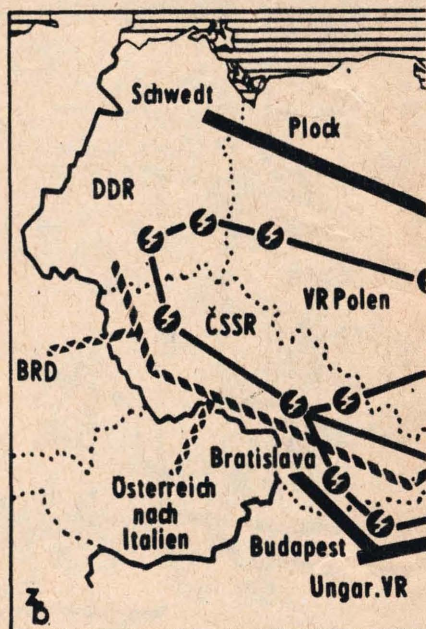 Schwedt
Plock
DDR
VR Polen
ČSSR
BRD
Bratislava
Österreich
nach
Italien
Budapest
Ungar.VR
ZB